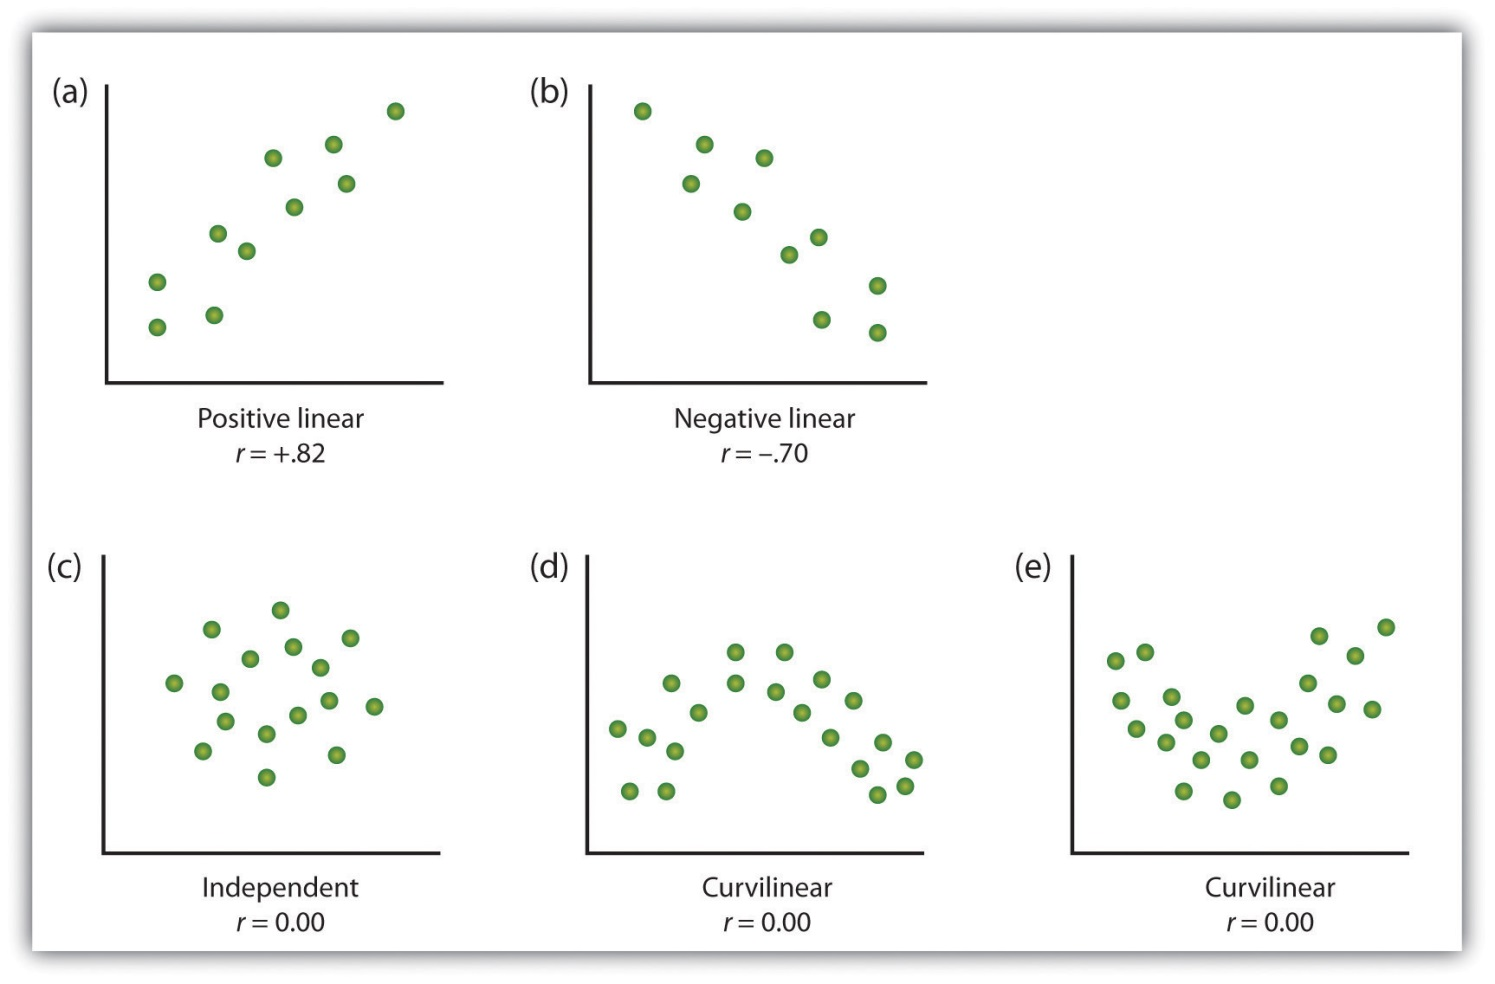 (a)
Positive linear
r = +.82
(b)
Negative linear
r = –.70
(c)
Independent
r = 0.00
(d)
Curvilinear
r = 0.00
(e)
Curvilinear
r = 0.00